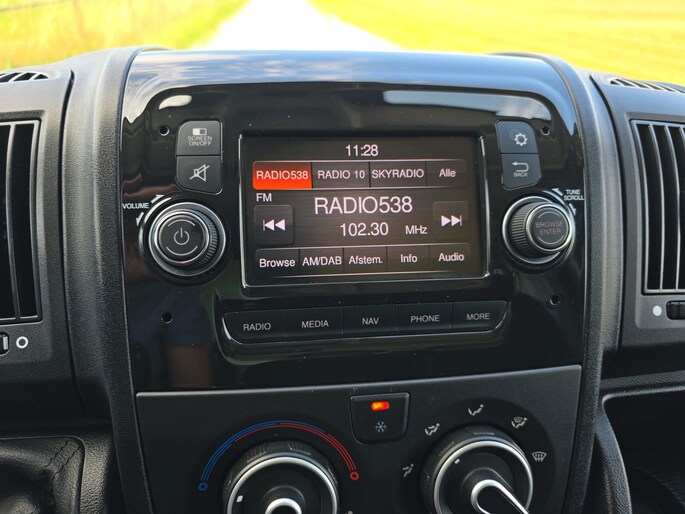 SCREEN ON/OFF
11:28
RADIO538 RADIO 10 SKYRADIO Alle
BACK
FM
RADIO538
102.30 MHz
VOLUME
TUNE SCROLL
BROWSE ENTER
Browse AM/DAB Afstem. Info Audio
RADIO MEDIA NAV PHONE MORE